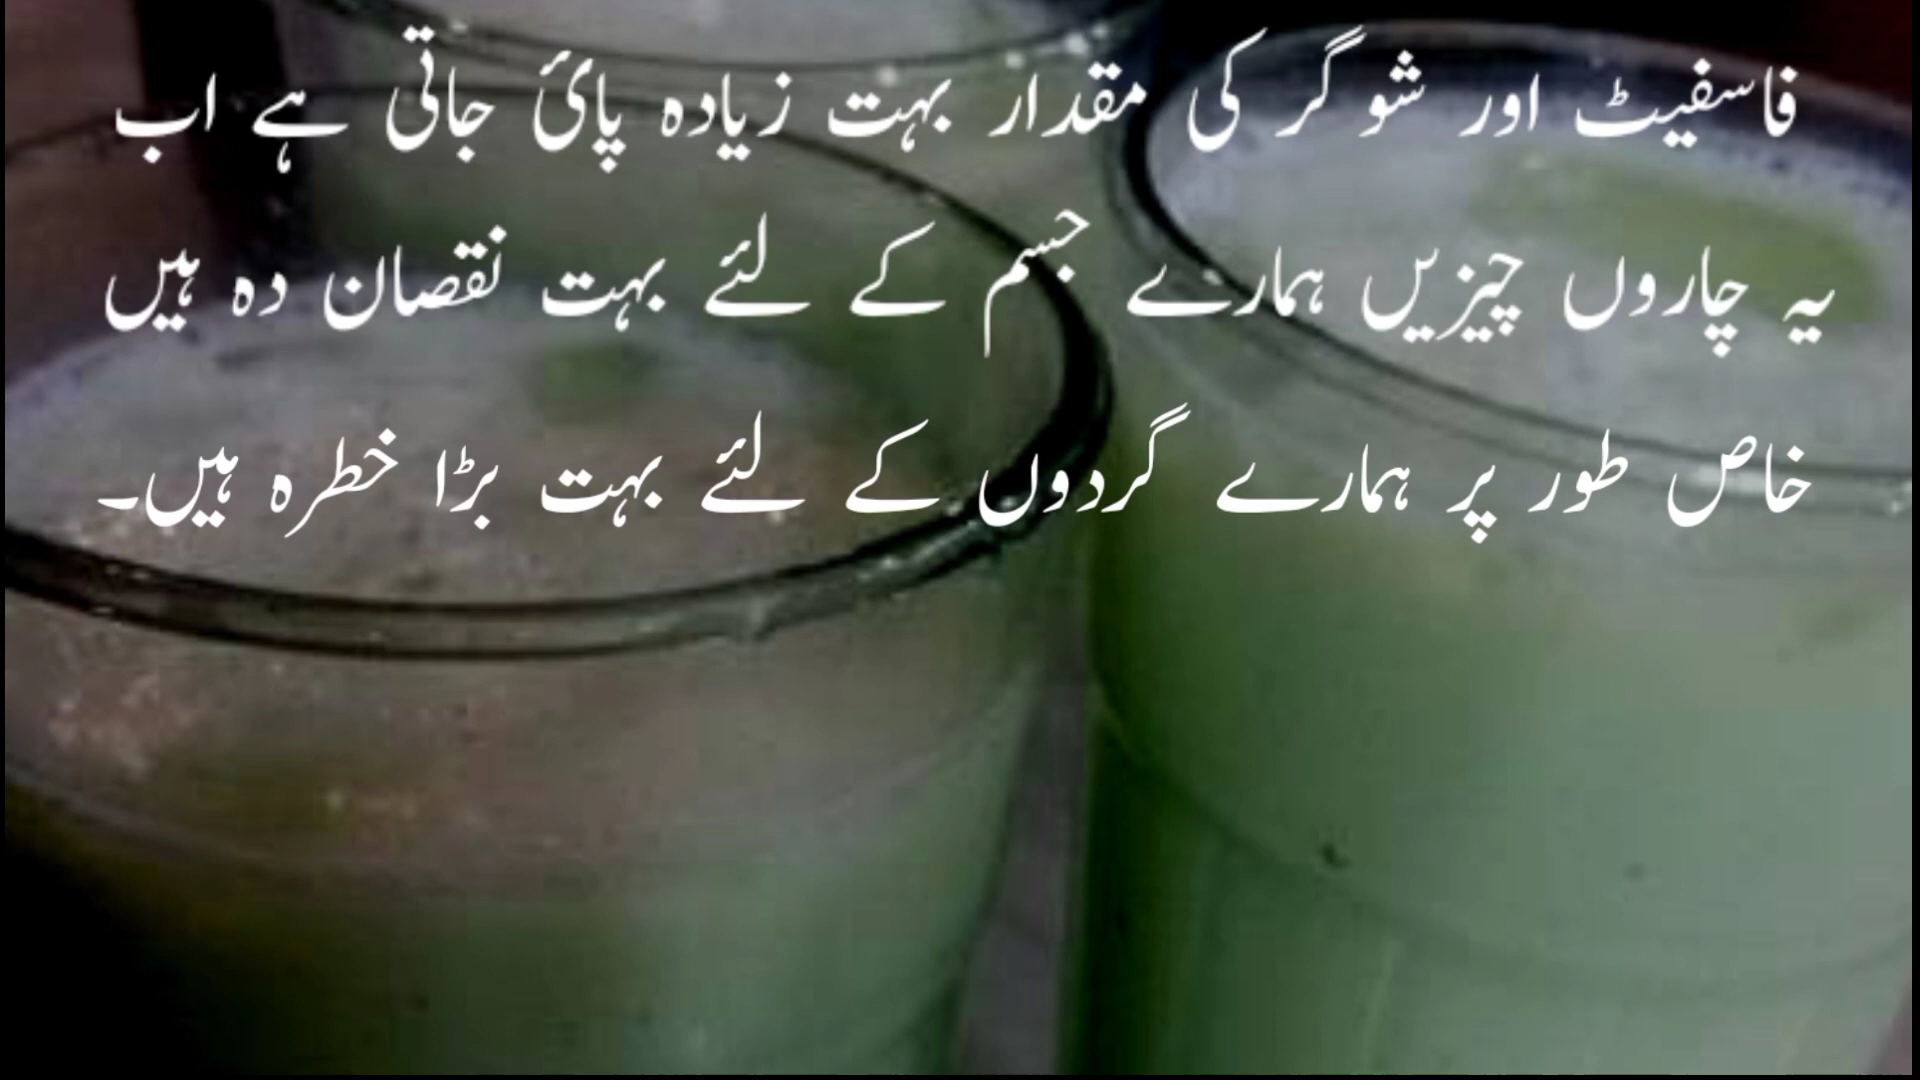 فاسفیٹ اور شوگر کی مقدار بہت زیادہ پائ جاتی ہے اب
یہ چاروں چیزیں ہمارے جسم کے لئے بہت نقصان دہ ہیں
خاص طور پر ہمارے گردوں کے لئے بہت بڑا خطرہ ہیں۔